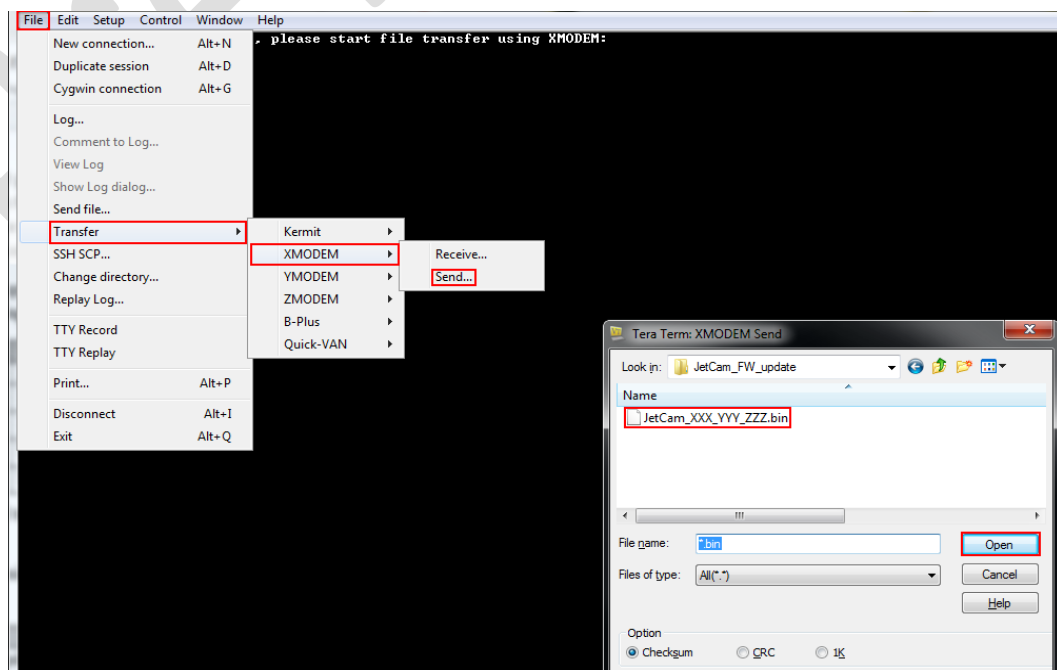 File Edit Setup Control Window Help
, please start file transfer using XMODEM:
New connection... Alt+N
Duplicate session Alt+D
Cygwin connection Alt+G
Log...
Comment to Log...
View Log
Show Log dialog...
Send file...
Transfer
SSH SCP...
Change directory...
Replay Log...
TTY Record
TTY Replay
Print... Alt+P
Disconnect Alt+I
Exit Alt+Q
Kermit
XMODEM
YMODEM
ZMODEM
B-Plus
Quick-VAN
Receive...
Send...
Tera Term: XMODEM Send
Look in: JetCam_FW_update
Name
JetCam_XXX_YYY_ZZZ.bin
File name: *.bin Open
Files of type: All(*.*) Cancel
Help
Option
Checksum CRC 1K